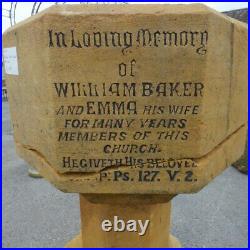 In Loving Memory
of
WILLIAM BAKER
AND EMMA HIS WIFE
FOR MANY YEARS
MEMBERS OF THIS
CHURCH.
HE GIVETH HIS BELOVED
Ps. 127. V. 2.